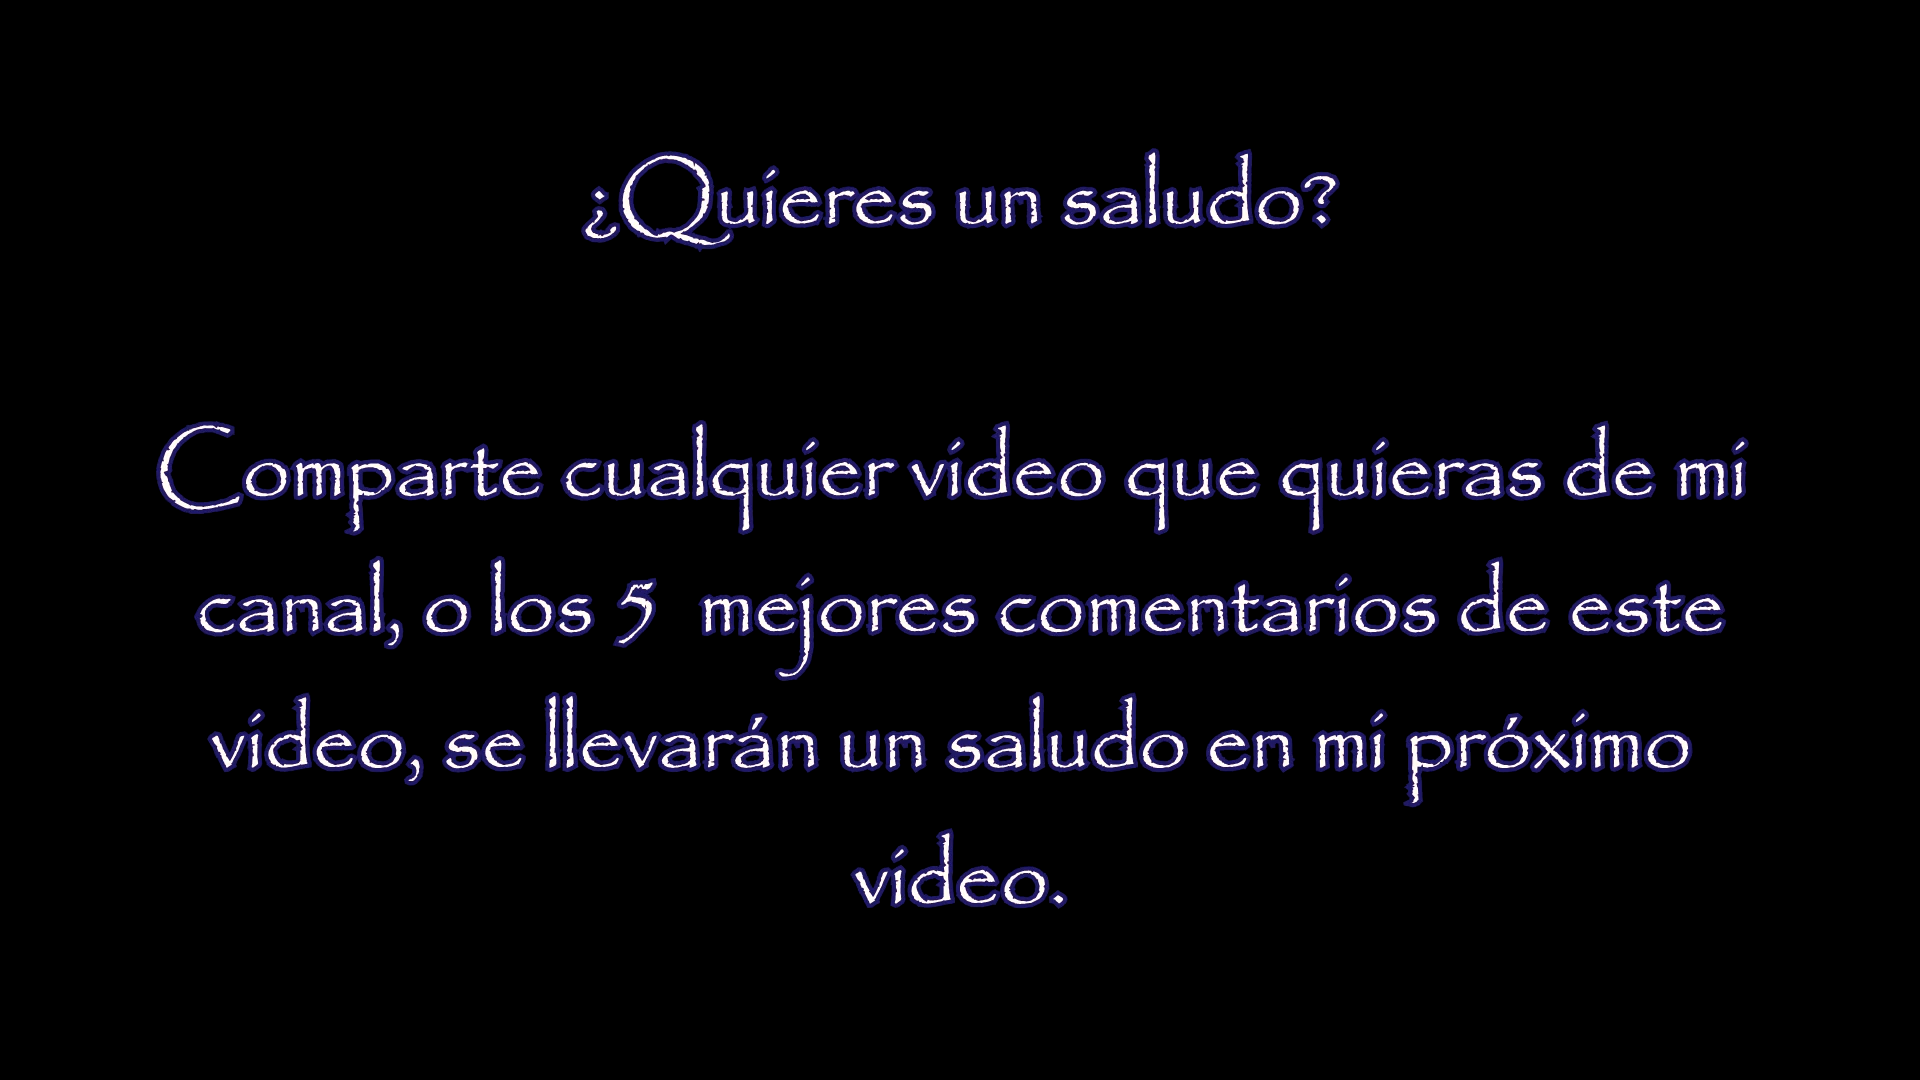 ¿Quieres un saludo?
Comparte cualquier video que quieras de mi
canal, o los 5 mejores comentarios de este
video, se llevarán un saludo en mi próximo
video.